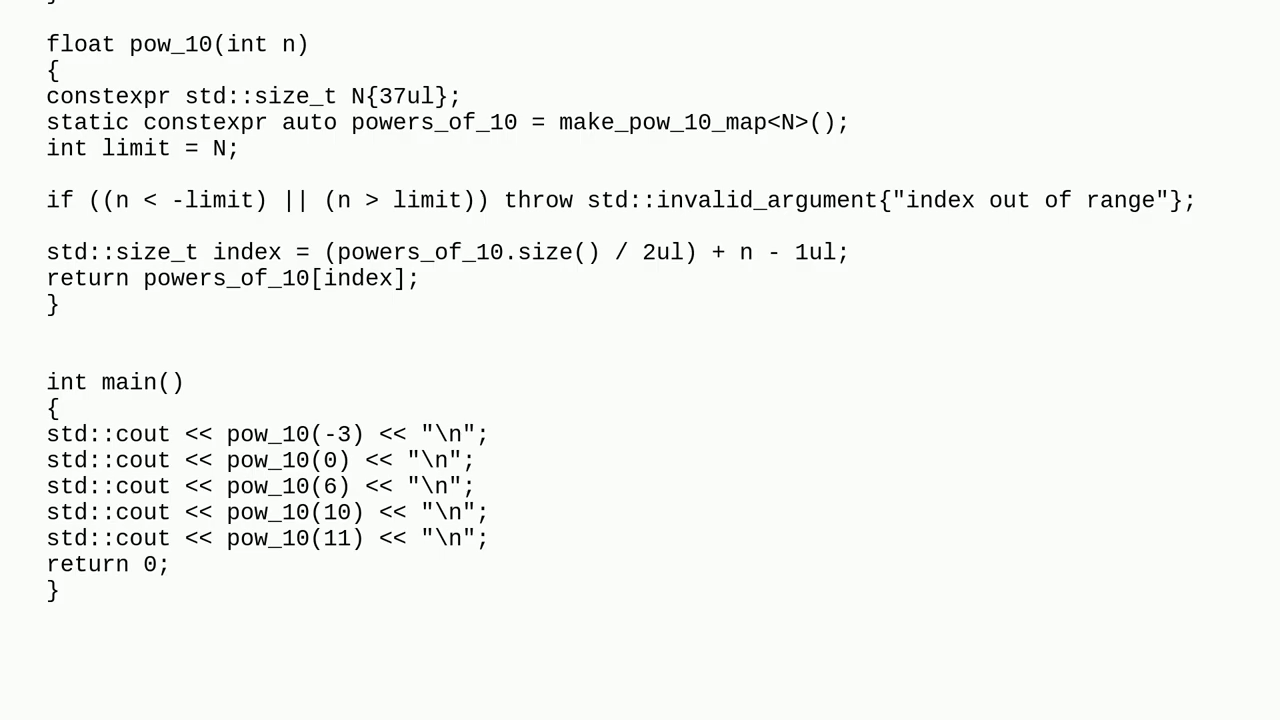 }
float pow_10(int n)
{
constexpr std::size_t N{37ul};
static constexpr auto powers_of_10 = make_pow_10_map<N>();
int limit = N;
if ((n < -limit) || (n > limit)) throw std::invalid_argument{"index out of range"};
std::size_t index = (powers_of_10.size() / 2ul) + n - 1ul;
return powers_of_10[index];
}
int main()
{
std::cout << pow_10(-3) << "\n";
std::cout << pow_10(0) << "\n";
std::cout << pow_10(6) << "\n";
std::cout << pow_10(10) << "\n";
std::cout << pow_10(11) << "\n";
return 0;
}